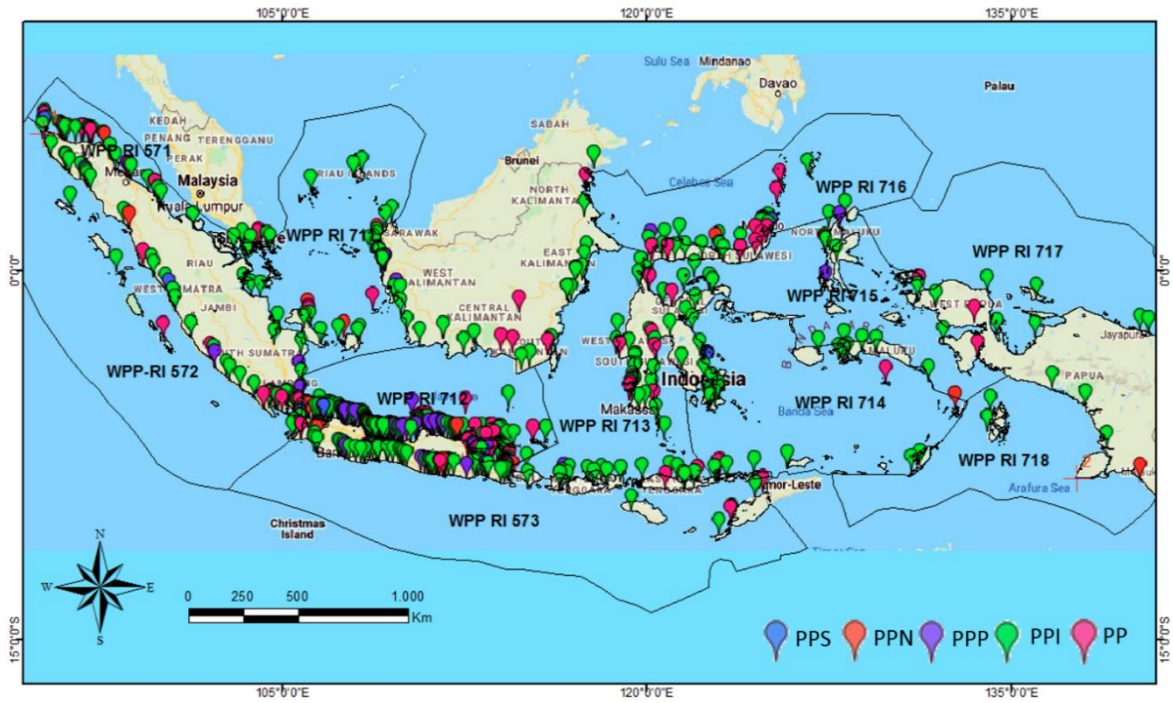 105°0'0"E 120°0'0"E 135°0'0"E
Sulu Sea
Mindanao
Davao
Palau
KEDAH
PENANG
TERENGGANU
PERAK
WPP RI 571
Malaysia
Kuala Lumpur
SABAH
Brunei
RIAU ISLANDS
NORTH
KALIMANTA
Celebes Sea
WPP RI 716
SARAWAK
WPP RI
NORTH MALUKU
WPP RI 717
RIAU
EAST
KALIMANTAN
WEST
KALIMANTAN
WEST SUMATRA
JAMBI
CENTRAL
KALIMANTAN
WPP RI 715
Jayapura
WPP-RI 572
Indonesia
MALUKU
PAPUA
WPP RI 712
WPP RI 713
WPP RI 714
Banda Sea
WPP RI 718
Arafura Sea
Timor-Leste
WPP RI 573
Christmas
Island
0°0'0"
0°0'0"
15°0'0"S
15°0'0"S
N
W E
S
0 250 500 1.000
Km
PPS PPN PPP PPI PP
105°0'0"E 120°0'0"E 135°0'0"E